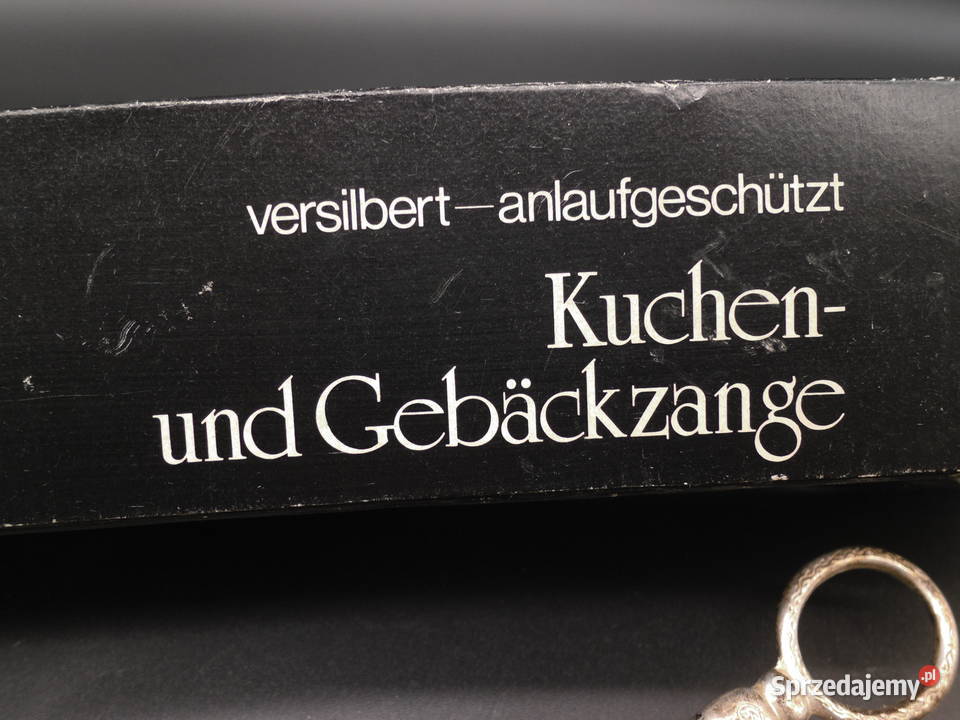 versilbert—anlaufgeschützt
Kuchen-
und Gebäckzange
Sprzedajemy.pl